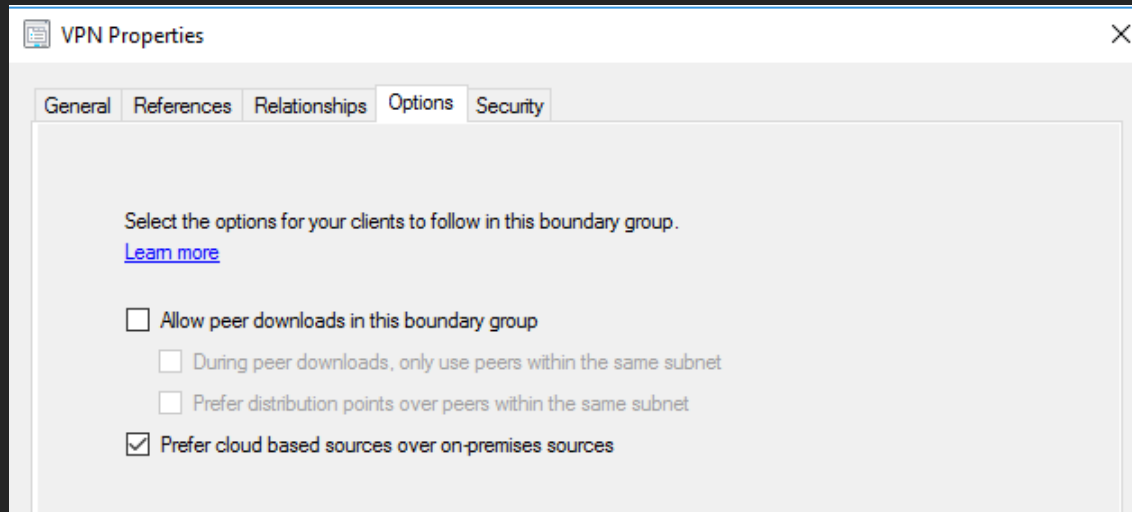 VPN Properties
General References Relationships Options Security
Select the options for your clients to follow in this boundary group.
Learn more
Allow peer downloads in this boundary group
During peer downloads, only use peers within the same subnet
Prefer distribution points over peers within the same subnet
Prefer cloud based sources over on-premises sources